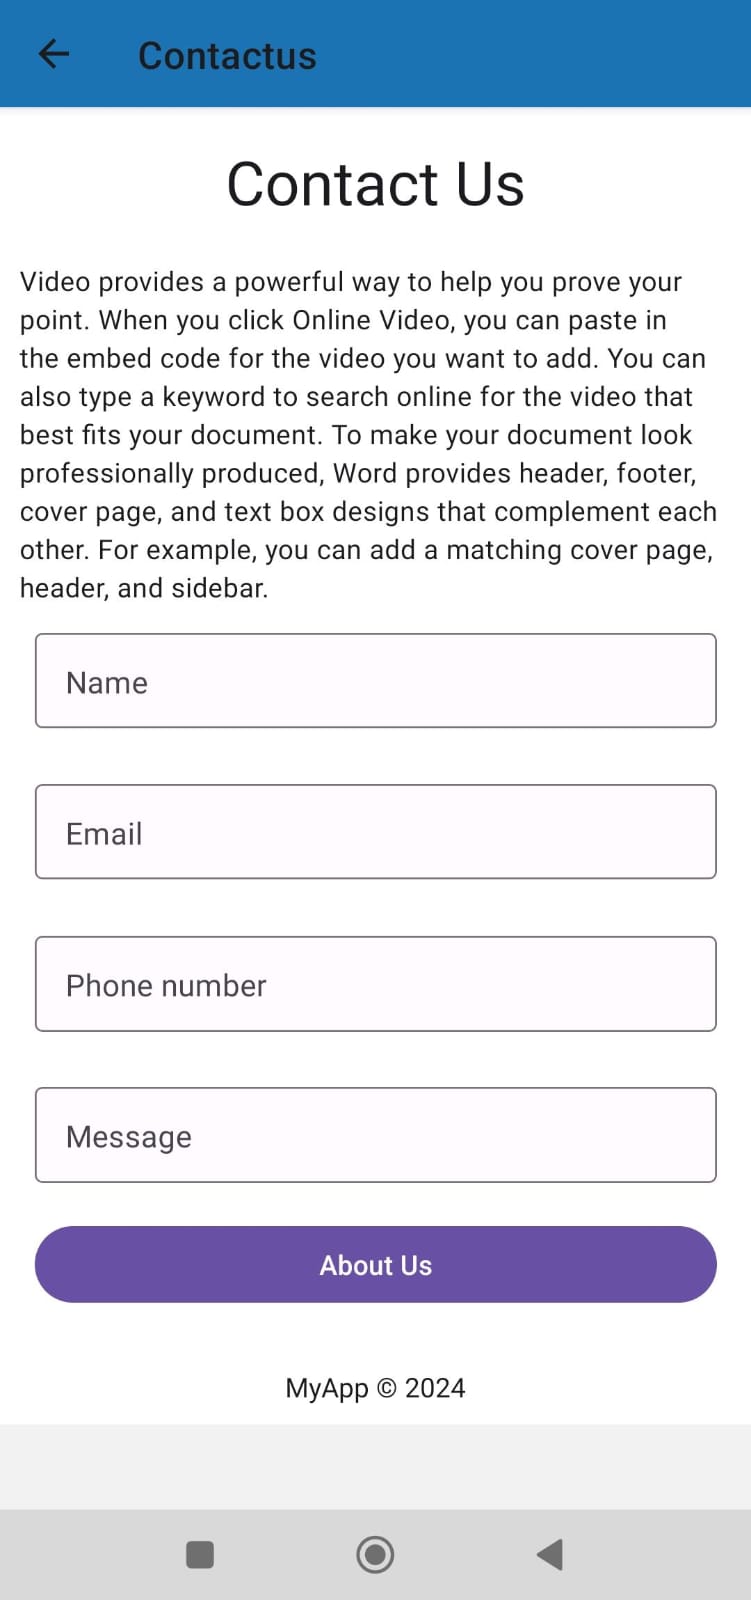 Contactus
Contact Us
Video provides a powerful way to help you prove your
point. When you click Online Video, you can paste in
the embed code for the video you want to add. You can
also type a keyword to search online for the video that
best fits your document. To make your document look
professionally produced, Word provides header, footer,
cover page, and text box designs that complement each
other. For example, you can add a matching cover page,
header, and sidebar.
Name
Email
Phone number
Message
About Us
MyApp © 2024